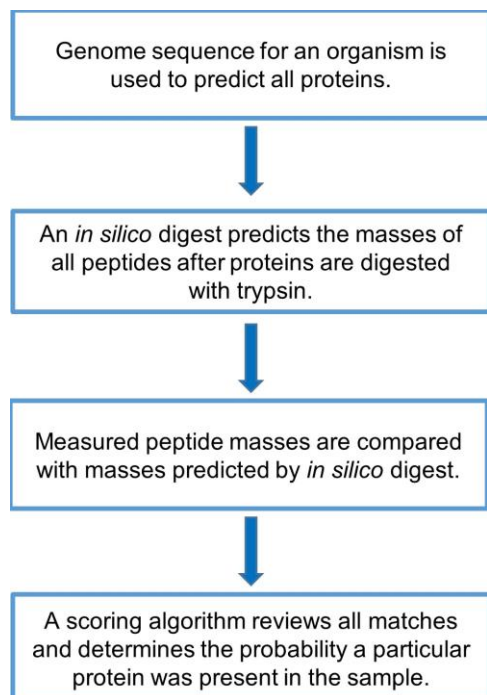 Genome sequence for an organism is
used to predict all proteins.
An in silico digest predicts the masses of
all peptides after proteins are digested
with trypsin.
Measured peptide masses are compared
with masses predicted by in silico digest.
A scoring algorithm reviews all matches
and determines the probability a particular
protein was present in the sample.